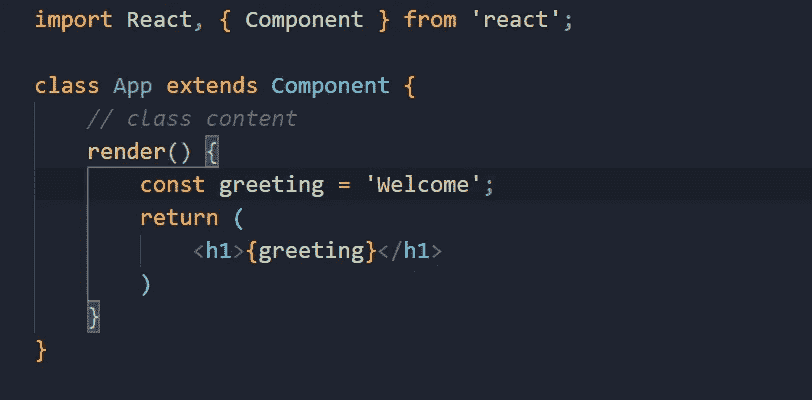 import React, { Component } from 'react';
class App extends Component {
// class content
render() {
const greeting = 'Welcome';
return (
<h1>{greeting}</h1>
)
}
}